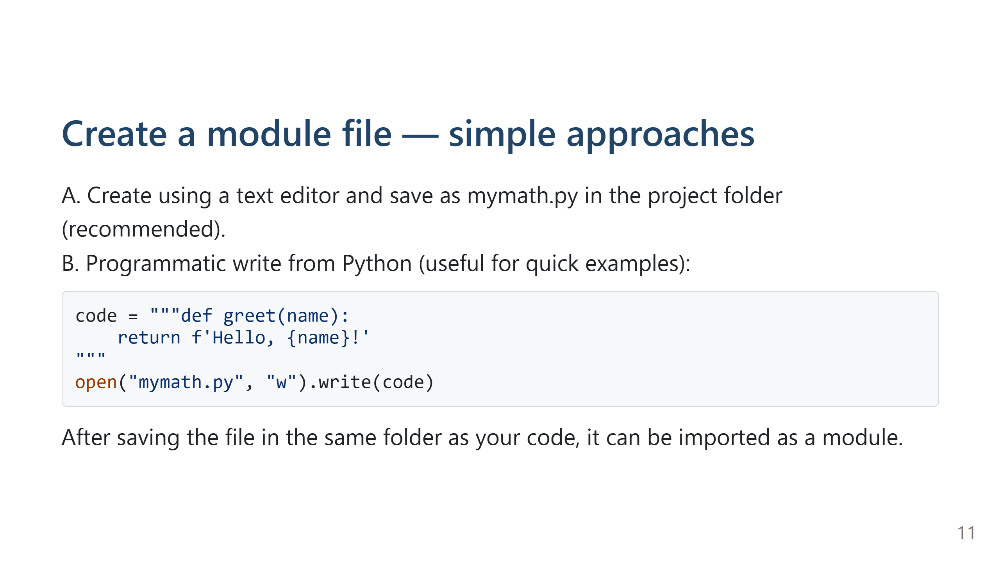 Create a module file — simple approaches
A. Create using a text editor and save as mymath.py in the project folder
(recommended).
B. Programmatic write from Python (useful for quick examples):
code = """def greet(name):
    return f'Hello, {name}!'
"""
open("mymath.py", "w").write(code)
After saving the file in the same folder as your code, it can be imported as a module.
11